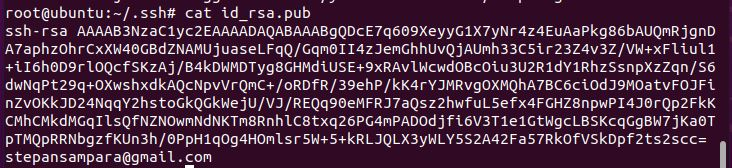 root@ubuntu:~/.ssh# cat id_rsa.pub
ssh-rsa AAAAB3NzaC1yc2EAAAADAQABAAABgQDcE7q609XeyyG1X7yNr4z4EuAaPkg86bAUQmRjgnD
A7aphzOhrCxXW40GBdZNAMUjuaseLFqQ/Gqm0II4zJemGhhUvQjAUmh33C5ir23Z4v3Z/VW+xFliul1
+iI6h0D9rlOQcfSKzAj/B4kDWMDTyg8GHMdiUSE+9xRAvlWcwdOBcOiu3U2R1dY1RhzSsnpXzZqn/S6
dwNqPt29q+OXwshxdkAQcNpvVrQmC+/oRDfR/39ehP/kK4rYJMRvgOXMQhA7BC6ciOdJ9MOatvFOJFi
nZvOKkJD24NqqY2hstoGkQGkWejU/VJ/REQq90eMFRJ7aQsz2hwfuL5efx4FGHZ8npwPI4J0rQp2FkK
CMhCMkdMGqIlsQfNZNOwmNdNKTm8RnhlC8txq26PG4mPADOdjfi6V3T1e1GtWgcLBSKcqGgBW7jKa0T
pTMQpRRNbgzfKUn3h/0PpH1qOg4HOmlsr5W+5+kRLJQLX3yWLY5S2A42Fa57RkOfVSkDpf2ts2scc=
stepansampara@gmail.com